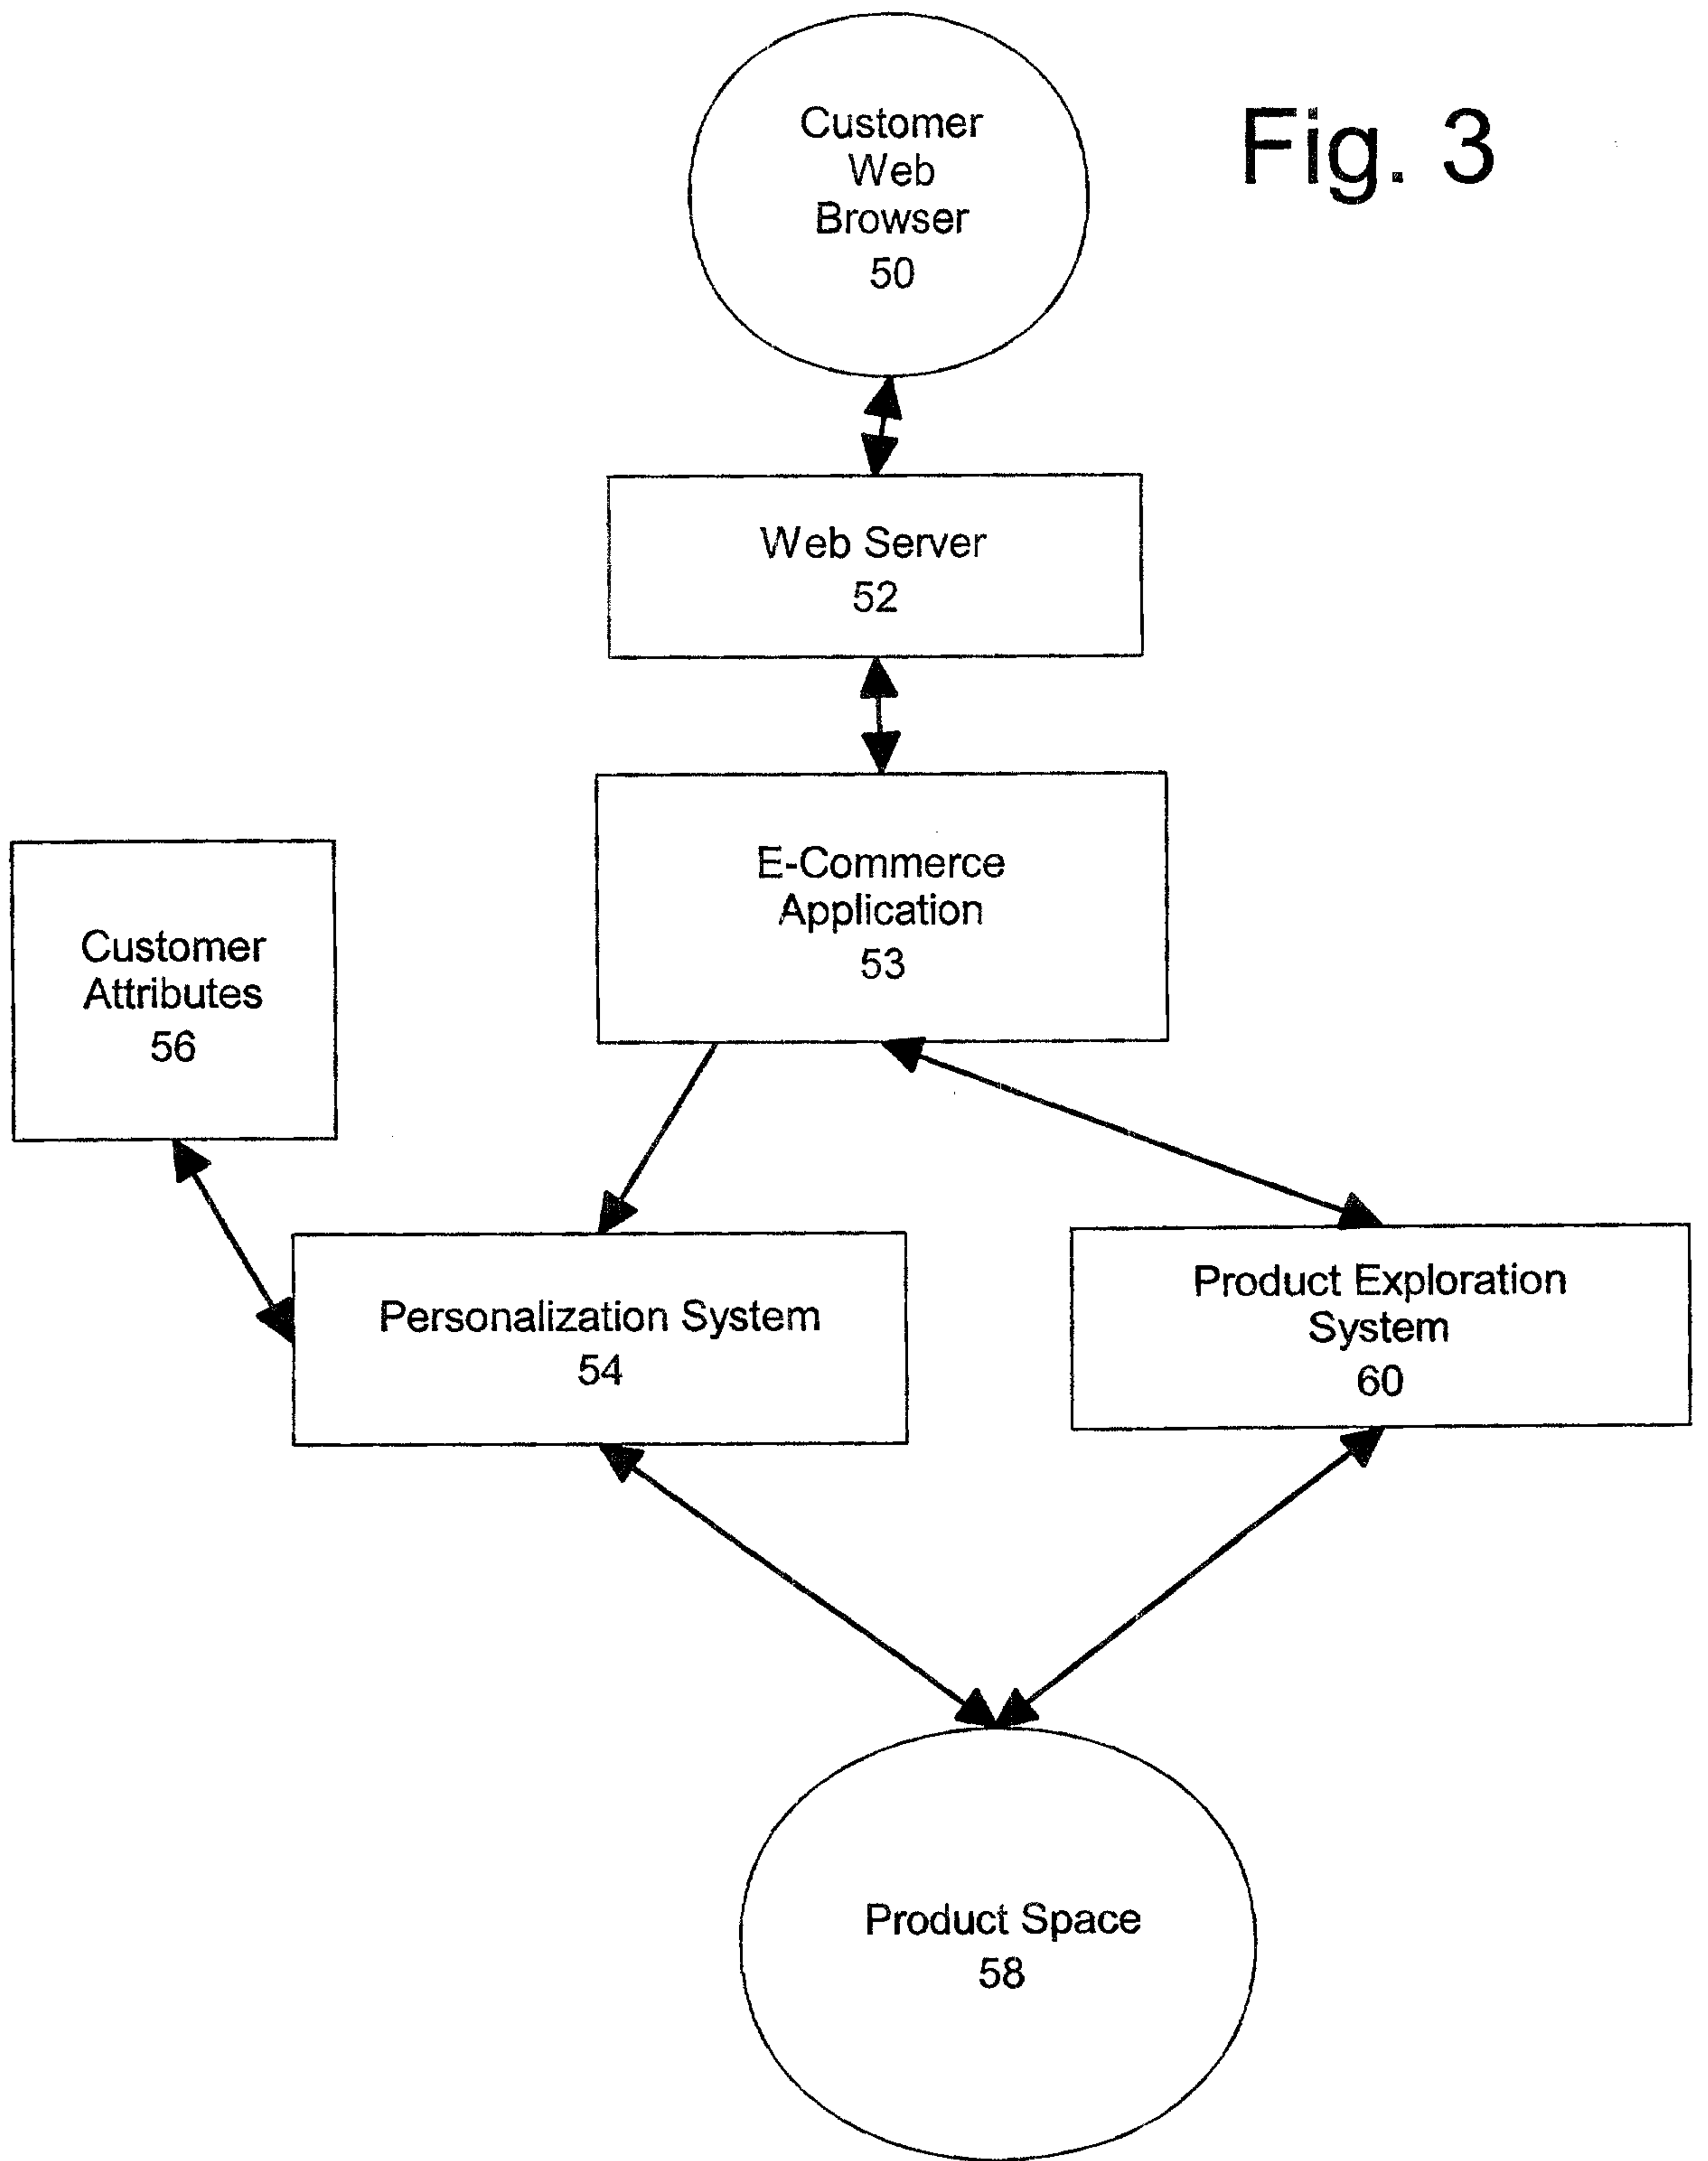 Fig. 3
Customer
Web
Browser
50
Web Server
52
E-Commerce
Application
53
Customer
Attributes
56
Personalization System
54
Product Exploration
System
60
Product Space
58